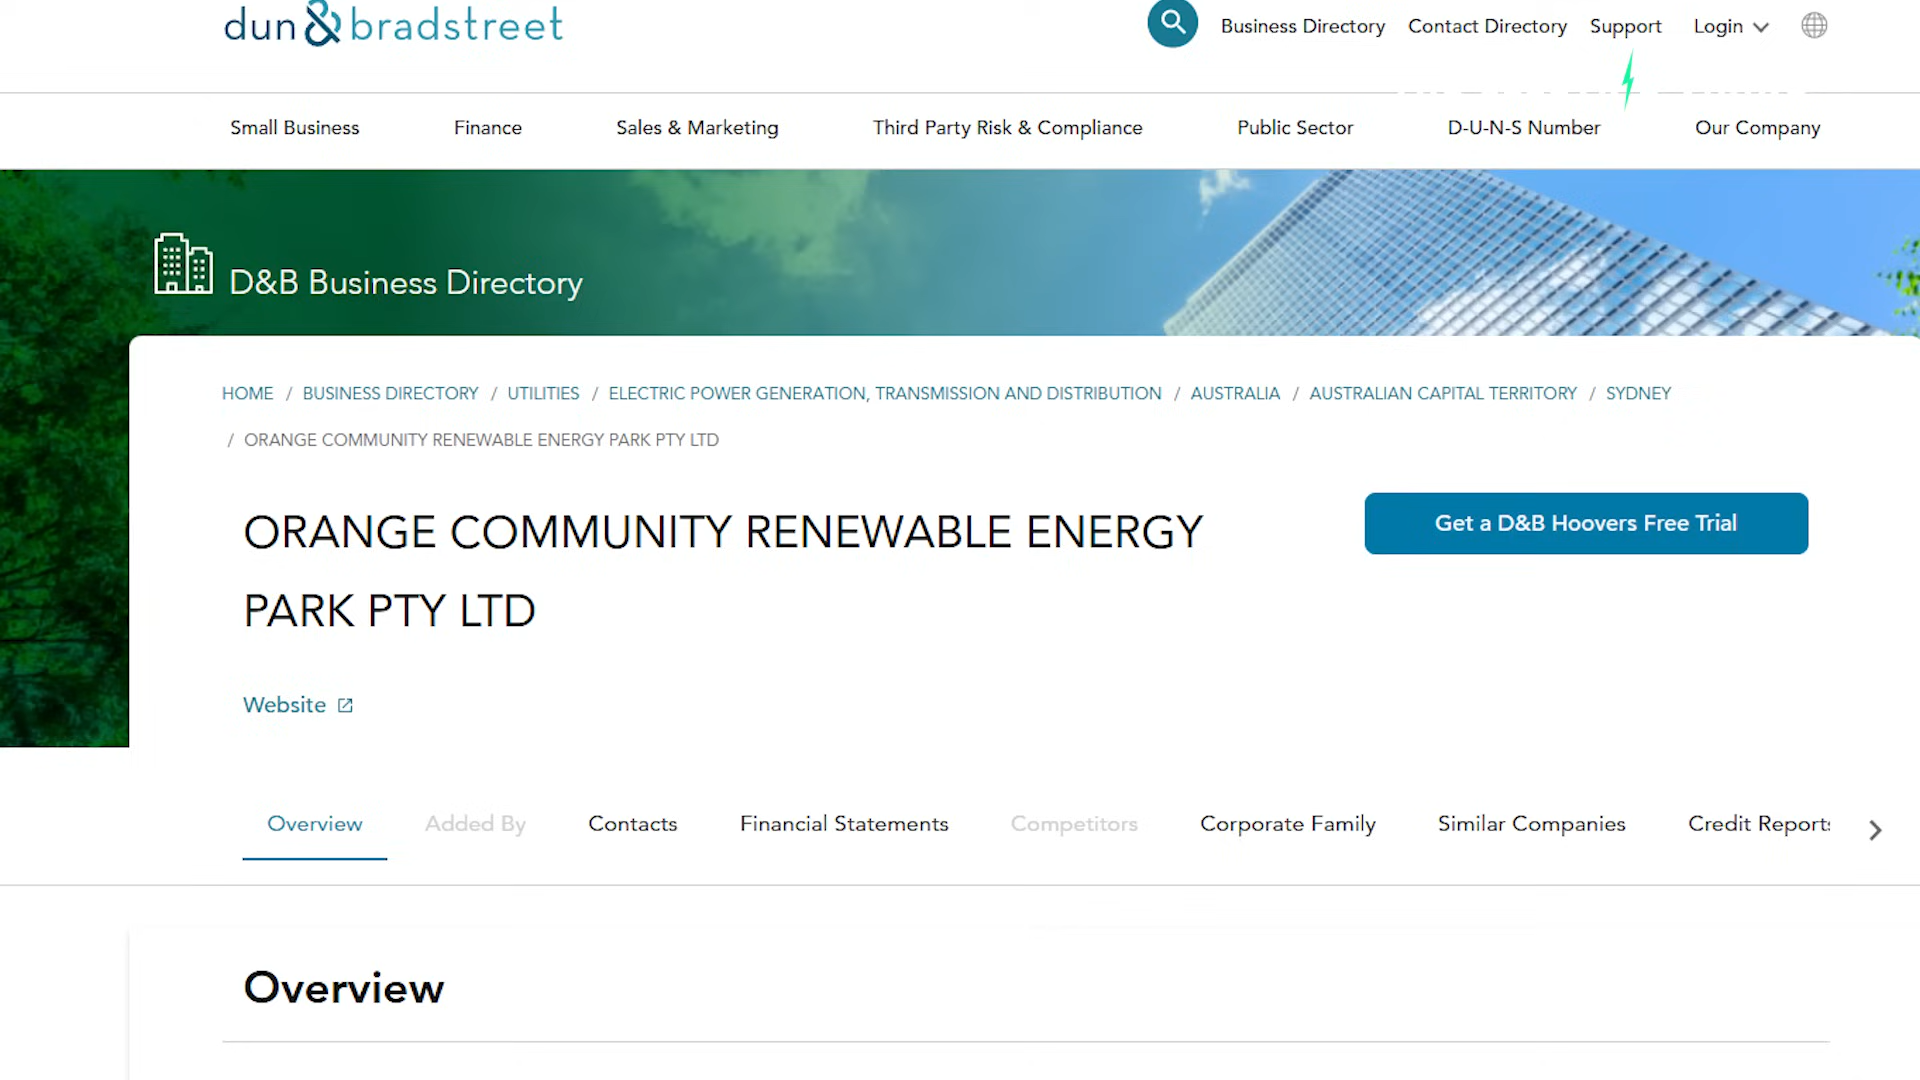 dun & bradstreet
Business Directory
Contact Directory
Support
Login
Small Business
Finance
Sales & Marketing
Third Party Risk & Compliance
Public Sector
D-U-N-S Number
Our Company
D&B Business Directory
HOME / BUSINESS DIRECTORY / UTILITIES / ELECTRIC POWER GENERATION, TRANSMISSION AND DISTRIBUTION / AUSTRALIA / AUSTRALIAN CAPITAL TERRITORY / SYDNEY
/ ORANGE COMMUNITY RENEWABLE ENERGY PARK PTY LTD
ORANGE COMMUNITY RENEWABLE ENERGY
PARK PTY LTD
Get a D&B Hoovers Free Trial
Website
Overview
Added By
Contacts
Financial Statements
Competitors
Corporate Family
Similar Companies
Credit Reports
Overview